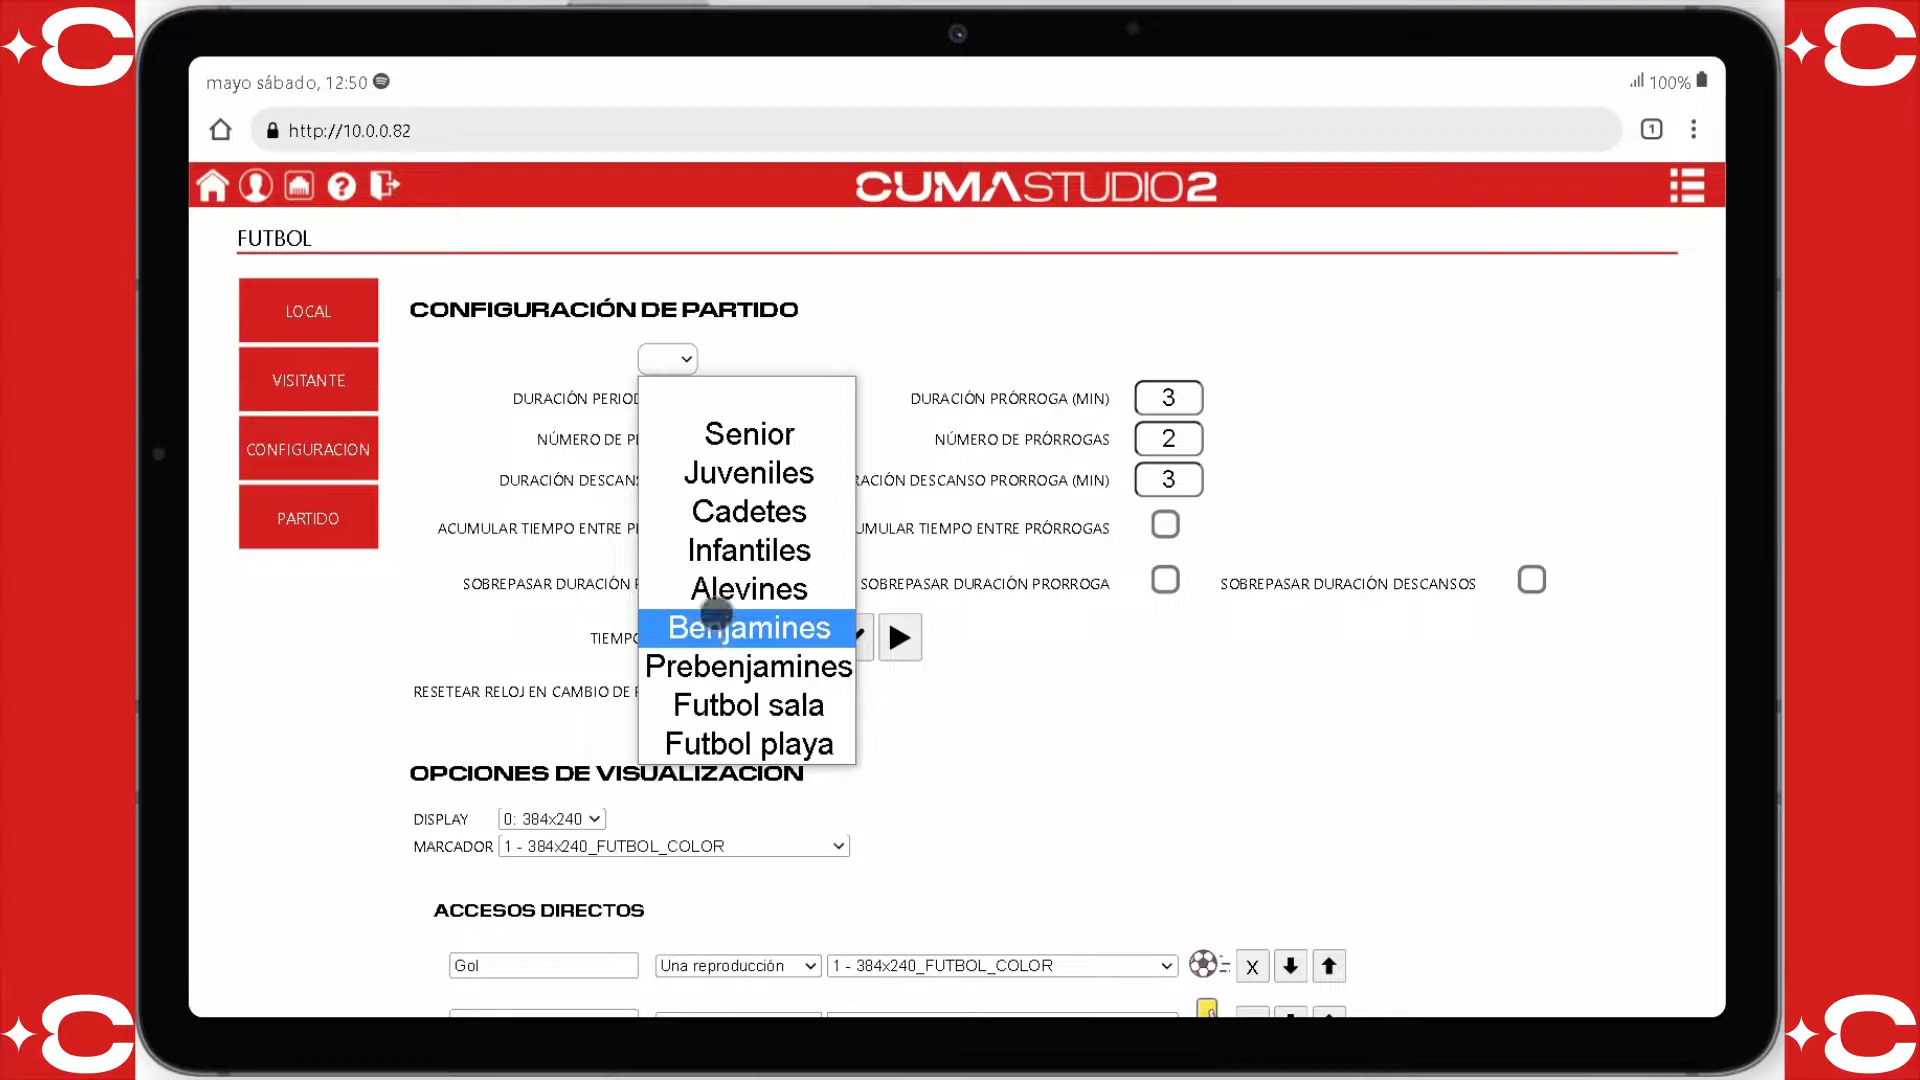 mayo sábado, 12:50
100%
http://10.0.0.82
1
CUMASTUDIO2
FUTBOL
LOCAL
VISITANTE
CONFIGURACION
PARTIDO
CONFIGURACIÓN DE PARTIDO
DURACIÓN PERIOD
DURACIÓN PRÓRROGA (MIN) 3
NÚMERO DE P
NÚMERO DE PRÓRROGAS 2
DURACIÓN DESCAN
RACIÓN DESCANSO PRORROGA (MIN) 3
ACUMULAR TIEMPO ENTRE P
UMULAR TIEMPO ENTRE PRÓRROGAS
SOBREPASAR DURACIÓN
SOBREPASAR DURACIÓN PRORROGA
SOBREPASAR DURACIÓN DESCANSOS
TIEMPO
RESETEAR RELOJ EN CAMBIO DE
Senior
Juveniles
Cadetes
Infantiles
Alevines
Benjamines
Prebenjamines
Futbol sala
Futbol playa
OPCIONES DE VISUALIZACIÓN
DISPLAY 0: 384x240
MARCADOR 1 - 384x240_FUTBOL_COLOR
ACCESOS DIRECTOS
Gol Una reproducción 1 - 384x240_FUTBOL_COLOR X